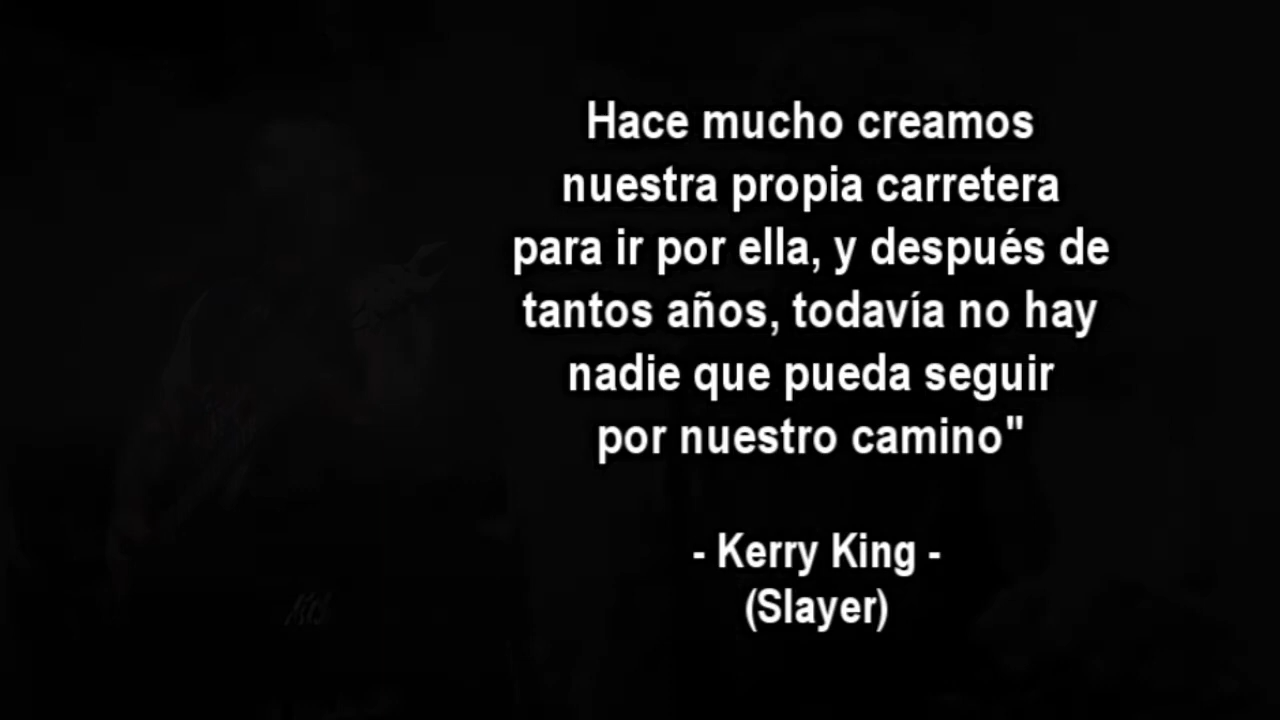 Hace mucho creamos
nuestra propia carretera
para ir por ella, y después de
tantos años, todavía no hay
nadie que pueda seguir
por nuestro camino"
- Kerry King -
(Slayer)